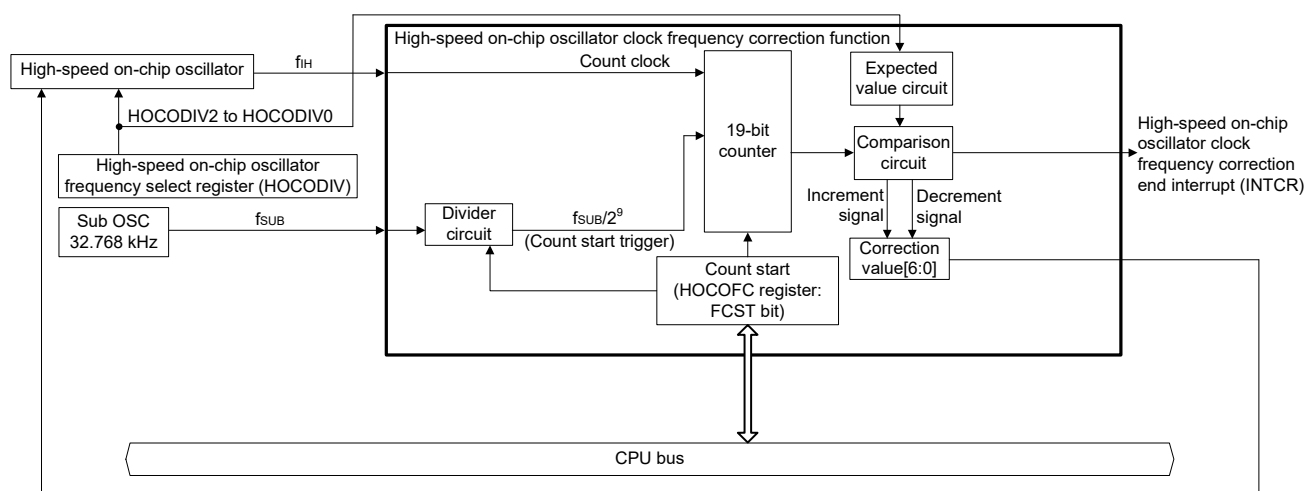 High-speed on-chip oscillator clock frequency correction function
High-speed on-chip oscillator
fIH
Count clock
Expected
value circuit
HOCODIV2 to HOCODIV0
19-bit
counter
Comparison
circuit
High-speed on-chip
oscillator clock
frequency correction
end interrupt (INTCR)
High-speed on-chip oscillator
frequency select register (HOCODIV)
Increment
signal
Decrement
signal
Sub OSC
32.768 kHz
fSUB
Divider
circuit
fSUB/2⁹
(Count start trigger)
Correction
value[6:0]
Count start
(HOCOFC register:
FCST bit)
CPU bus